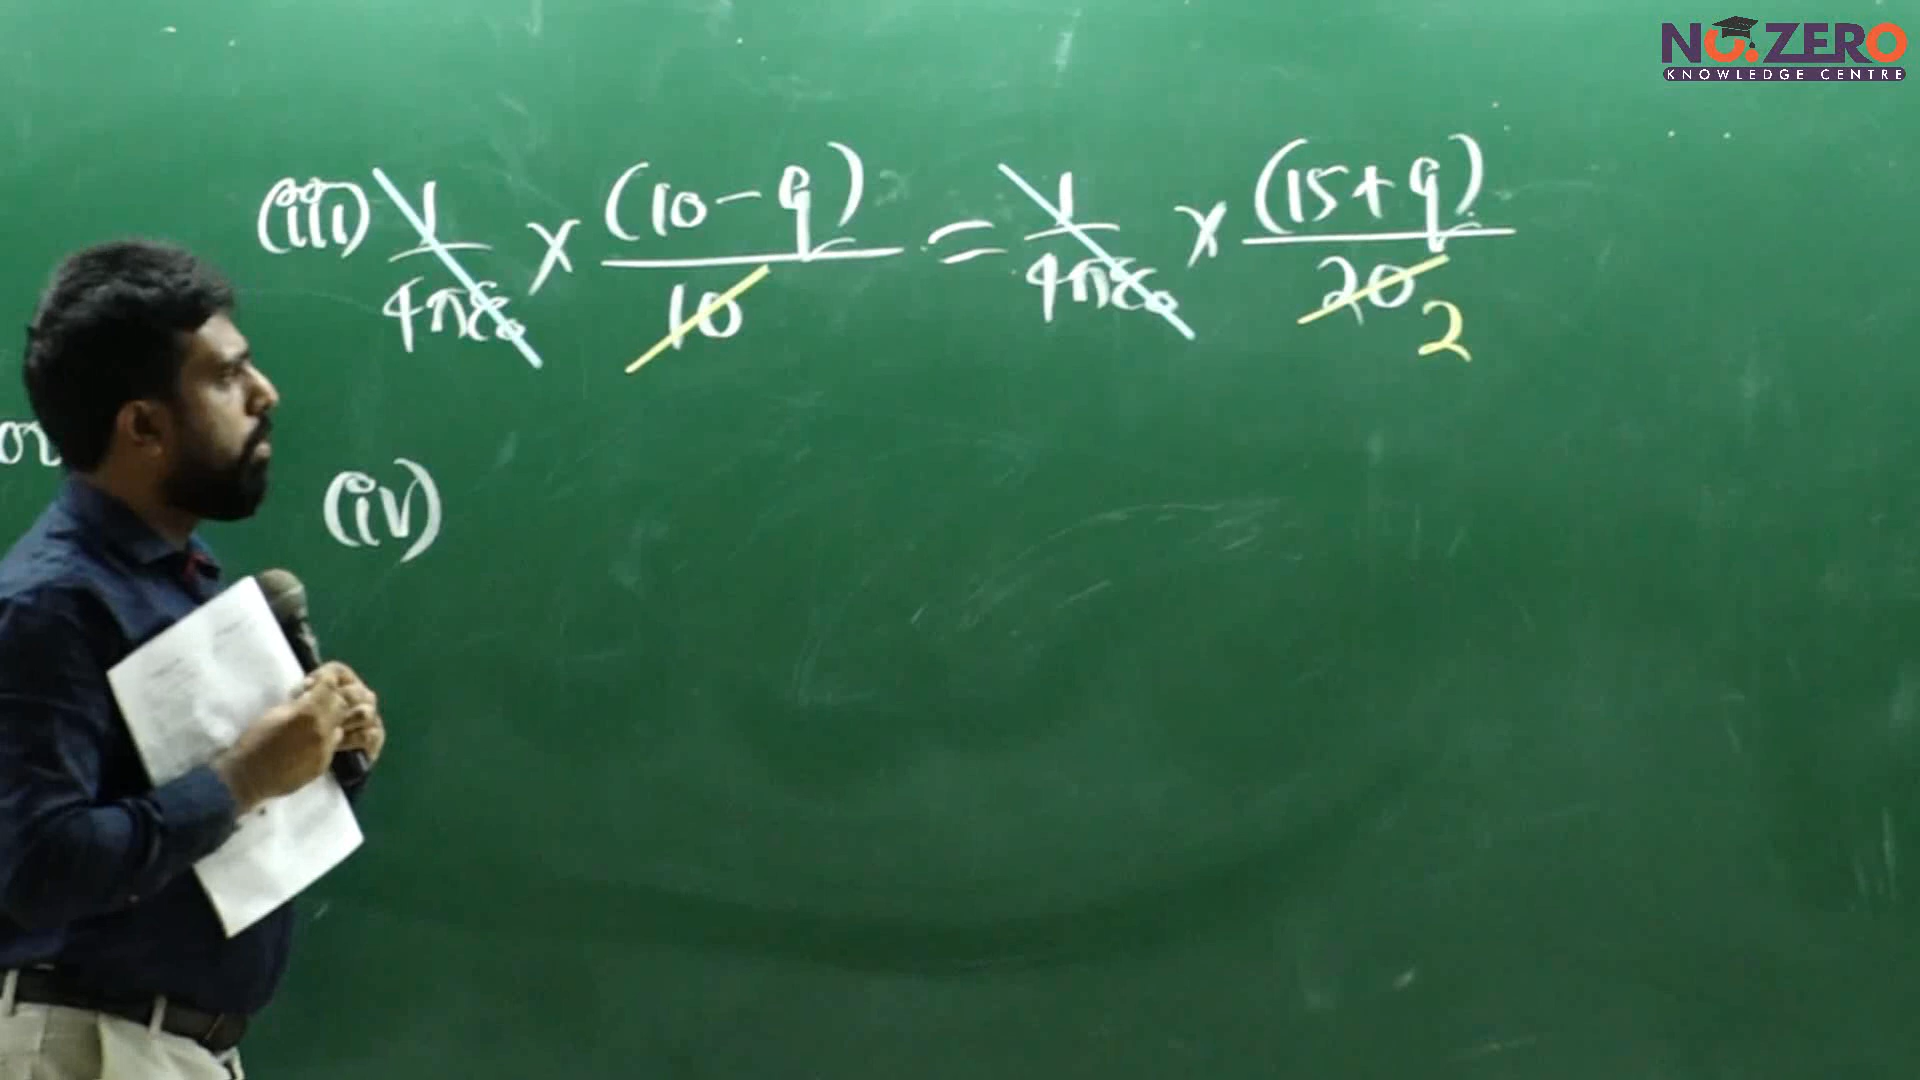 NO.ZERO
KNOWLEDGE CENTRE
(iii) 1/4πε₀ × (10 - q)/10 = 1/4πε₀ × (15 + q)/20 2
(iv)